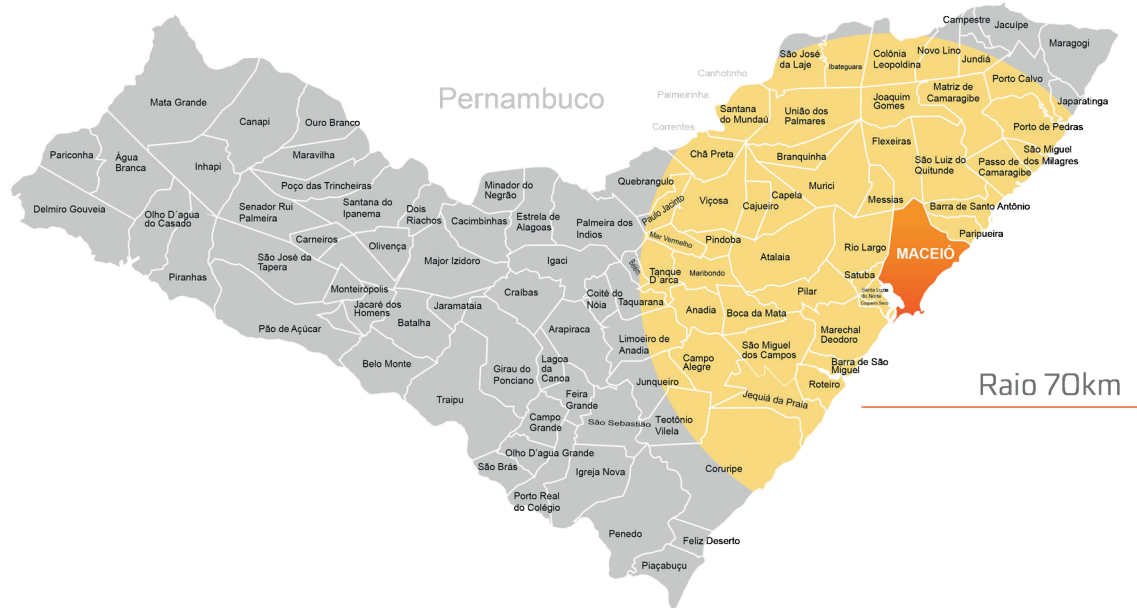 Campestre
Jacuípe
Maragogi
São José
da Laje
Ibateguara
Colônia
Leopoldina
Novo Lino
Jundiá
Porto Calvo
Canhotinho
Mata Grande
Pernambuco
Palmeirinha
Santana
do Mundaú
União dos
Palmares
Joaquim
Gomes
Matriz de
Camaragibe
Japaratinga
Canapi
Ouro Branco
Correntes
Porto de Pedras
Pariconha
Água
Branca
Inhapi
Maravilha
Chã Preta
Branquinha
Flexeiras
São Luiz do
Quitunde
Passo de
Camaragibe
São Miguel
dos Milagres
Poço das Trincheiras
Minador do
Negrão
Quebrangulo
Delmiro Gouveia
Olho D´agua
do Casado
Senador Rui
Palmeira
Santana do
Ipanema
Dois
Riachos
Cacimbinhas
Estrela de
Alagoas
Palmeira dos
Indios
Paulo Jacinto
Viçosa
Cajueiro
Capela
Murici
Messias
Barra de Santo Antônio
Carneiros
Olivença
Mar Vermelho
Pindoba
Rio Largo
MACEIÓ
Paripueira
São José da
Tapera
Major Izidoro
Igaci
Belém
Tanque
D´arca
Maribondo
Atalaia
Satuba
Piranhas
Monteirópolis
Craíbas
Coité do
Nóia
Taquarana
Pilar
Santa Luzia
do Norte
Coqueiro Seco
Jacaré dos
Homens
Jaramataia
Anadia
Boca da Mata
Pão de Açúcar
Batalha
Arapiraca
Limoeiro de
Anadia
São Miguel
dos Campos
Marechal
Deodoro
Belo Monte
Girau do
Ponciano
Lagoa
da
Canoa
Campo
Alegre
Barra de São
Miguel
Junqueiro
Roteiro
Raio 70km
Traipu
Feira
Grande
Jequiá da Praia
Campo
Grande
São Sebastião
Teotônio
Vilela
Olho D´agua Grande
São Brás
Igreja Nova
Coruripe
Porto Real
do Colégio
Penedo
Feliz Deserto
Piaçabuçu